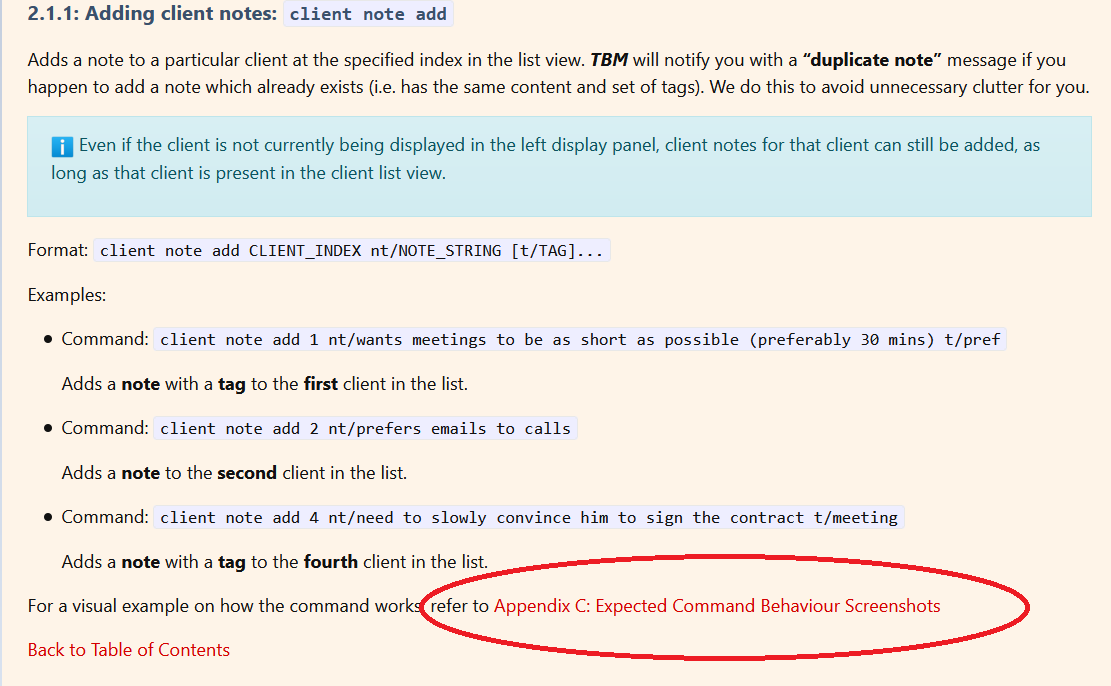 2.1.1: Adding client notes: client note add
Adds a note to a particular client at the specified index in the list view. TBM will notify you with a “duplicate note” message if you
happen to add a note which already exists (i.e. has the same content and set of tags). We do this to avoid unnecessary clutter for you.
Even if the client is not currently being displayed in the left display panel, client notes for that client can still be added, as
long as that client is present in the client list view.
Format: client note add CLIENT_INDEX nt/NOTE_STRING [t/TAG]...
Examples:
• Command: client note add 1 nt/wants meetings to be as short as possible (preferably 30 mins) t/pref
Adds a note with a tag to the first client in the list.
• Command: client note add 2 nt/prefers emails to calls
Adds a note to the second client in the list.
• Command: client note add 4 nt/need to slowly convince him to sign the contract t/meeting
Adds a note with a tag to the fourth client in the list.
For a visual example on how the command works, refer to Appendix C: Expected Command Behaviour Screenshots
Back to Table of Contents